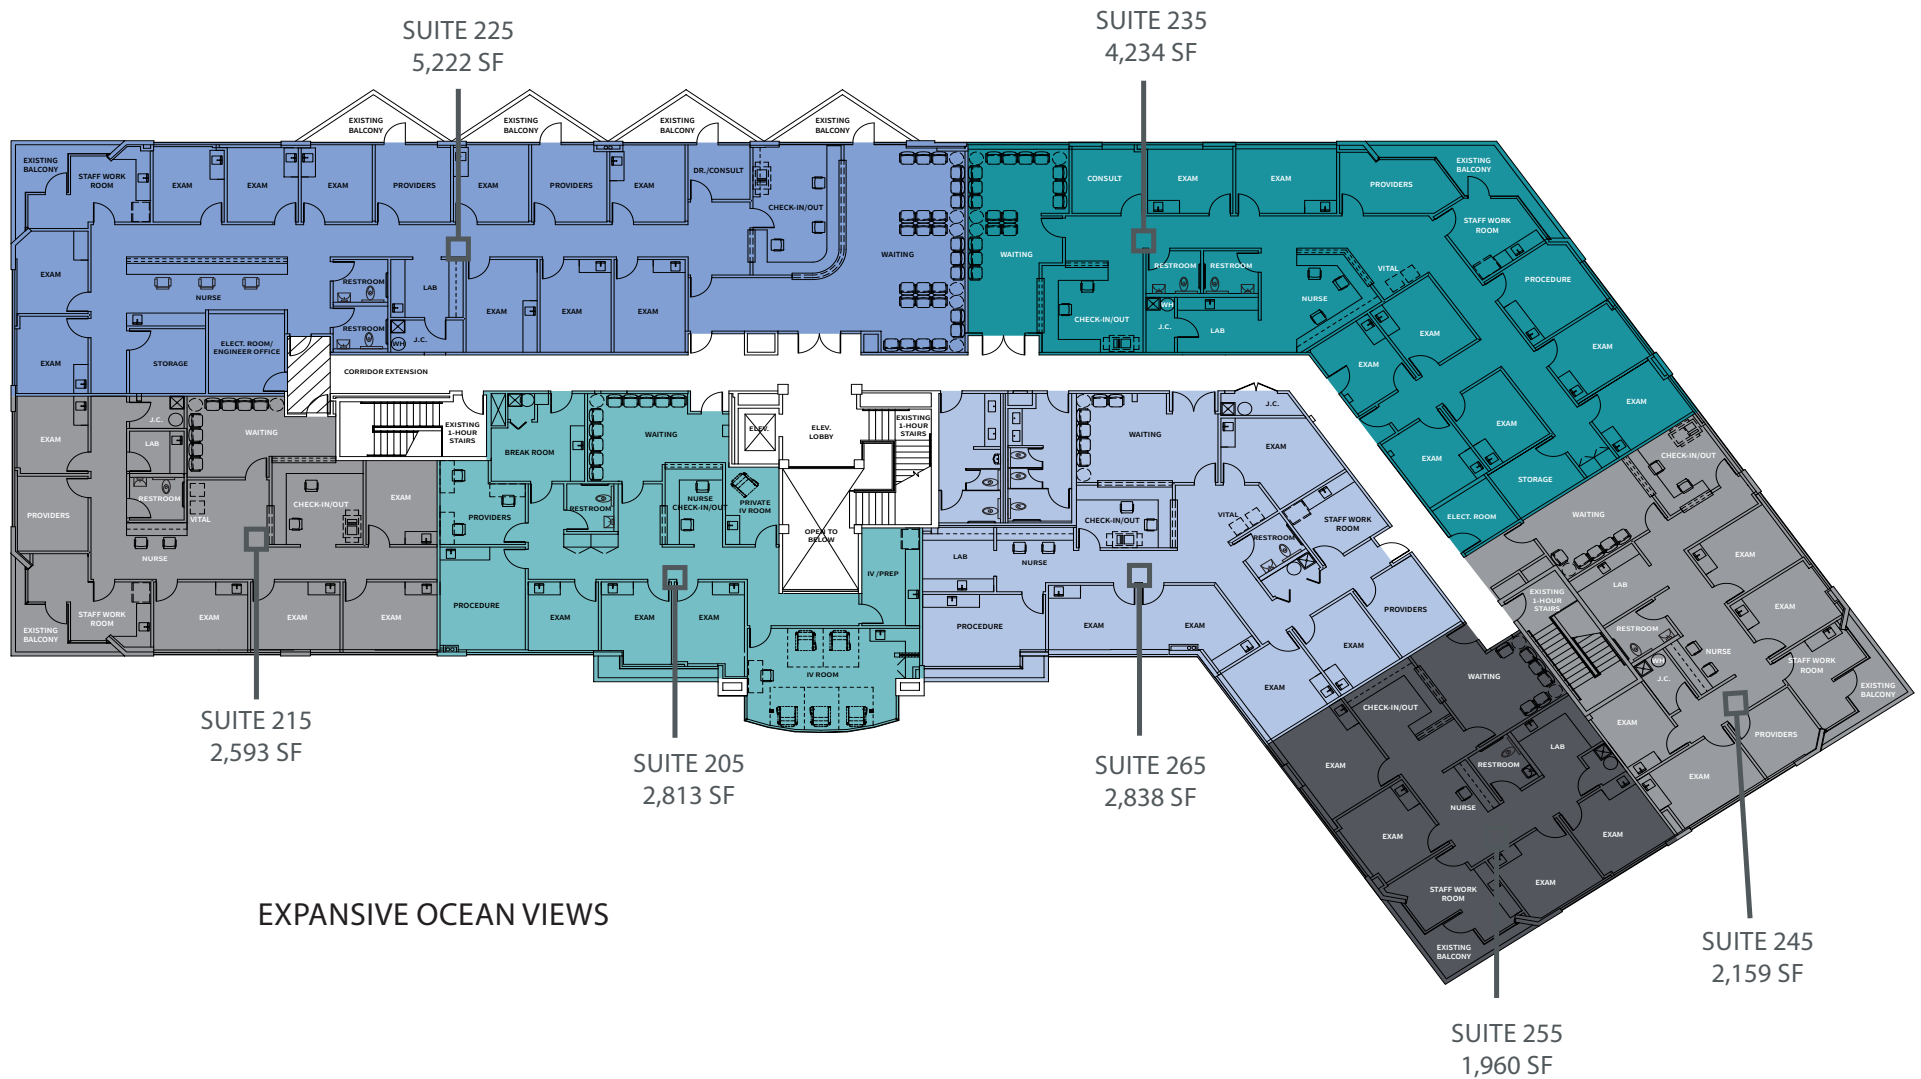 SUITE 225
5,222 SF
SUITE 235
4,234 SF
EXISTING
BALCONY
EXISTING
BALCONY
EXISTING
BALCONY
EXISTING
BALCONY
EXISTING
BALCONY
STAFF WORK
ROOM
EXAM
EXAM
EXAM
PROVIDERS
EXAM
PROVIDERS
EXAM
DR./CONSULT
CHECK-IN/OUT
WAITING
EXAM
NURSE
RESTROOM
RESTROOM
LAB
J.C.
WH
EXAM
EXAM
EXAM
EXAM
STORAGE
ELECT. ROOM/
ENGINEER OFFICE
CORRIDOR EXTENSION
CONSULT
EXAM
EXAM
PROVIDERS
EXISTING
BALCONY
STAFF WORK
ROOM
WAITING
RESTROOM
RESTROOM
VITAL
PROCEDURE
NURSE
WH
J.C.
LAB
CHECK-IN/OUT
EXAM
EXAM
EXAM
EXAM
EXAM
EXAM
STORAGE
ELECT. ROOM
EXAM
J.C.
LAB
WAITING
RESTROOM
VITAL
CHECK-IN/OUT
EXAM
PROVIDERS
NURSE
STAFF WORK
ROOM
EXISTING
BALCONY
EXAM
EXAM
EXAM
EXISTING
1-HOUR
STAIRS
BREAK ROOM
WAITING
PROVIDERS
RESTROOM
NURSE
CHECK-IN/OUT
PRIVATE
IV ROOM
PROCEDURE
EXAM
EXAM
EXAM
IV /PREP
IV ROOM
ELEV.
ELEV.
LOBBY
EXISTING
1-HOUR
STAIRS
OPEN TO
BELOW
WAITING
J.C.
EXAM
CHECK-IN/OUT
VITAL
STAFF WORK
ROOM
RESTROOM
LAB
NURSE
PROCEDURE
EXAM
EXAM
PROVIDERS
EXAM
EXAM
CHECK-IN/OUT
WAITING
EXAM
LAB
EXISTING
1-HOUR
STAIRS
EXAM
RESTROOM
NURSE
STAFF WORK
ROOM
WH
J.C.
EXISTING
BALCONY
EXAM
PROVIDERS
EXAM
WAITING
CHECK-IN/OUT
LAB
RESTROOM
EXAM
NURSE
EXAM
EXAM
EXAM
STAFF WORK
ROOM
EXISTING
BALCONY
SUITE 215
2,593 SF
SUITE 205
2,813 SF
SUITE 265
2,838 SF
EXPANSIVE OCEAN VIEWS
SUITE 245
2,159 SF
SUITE 255
1,960 SF